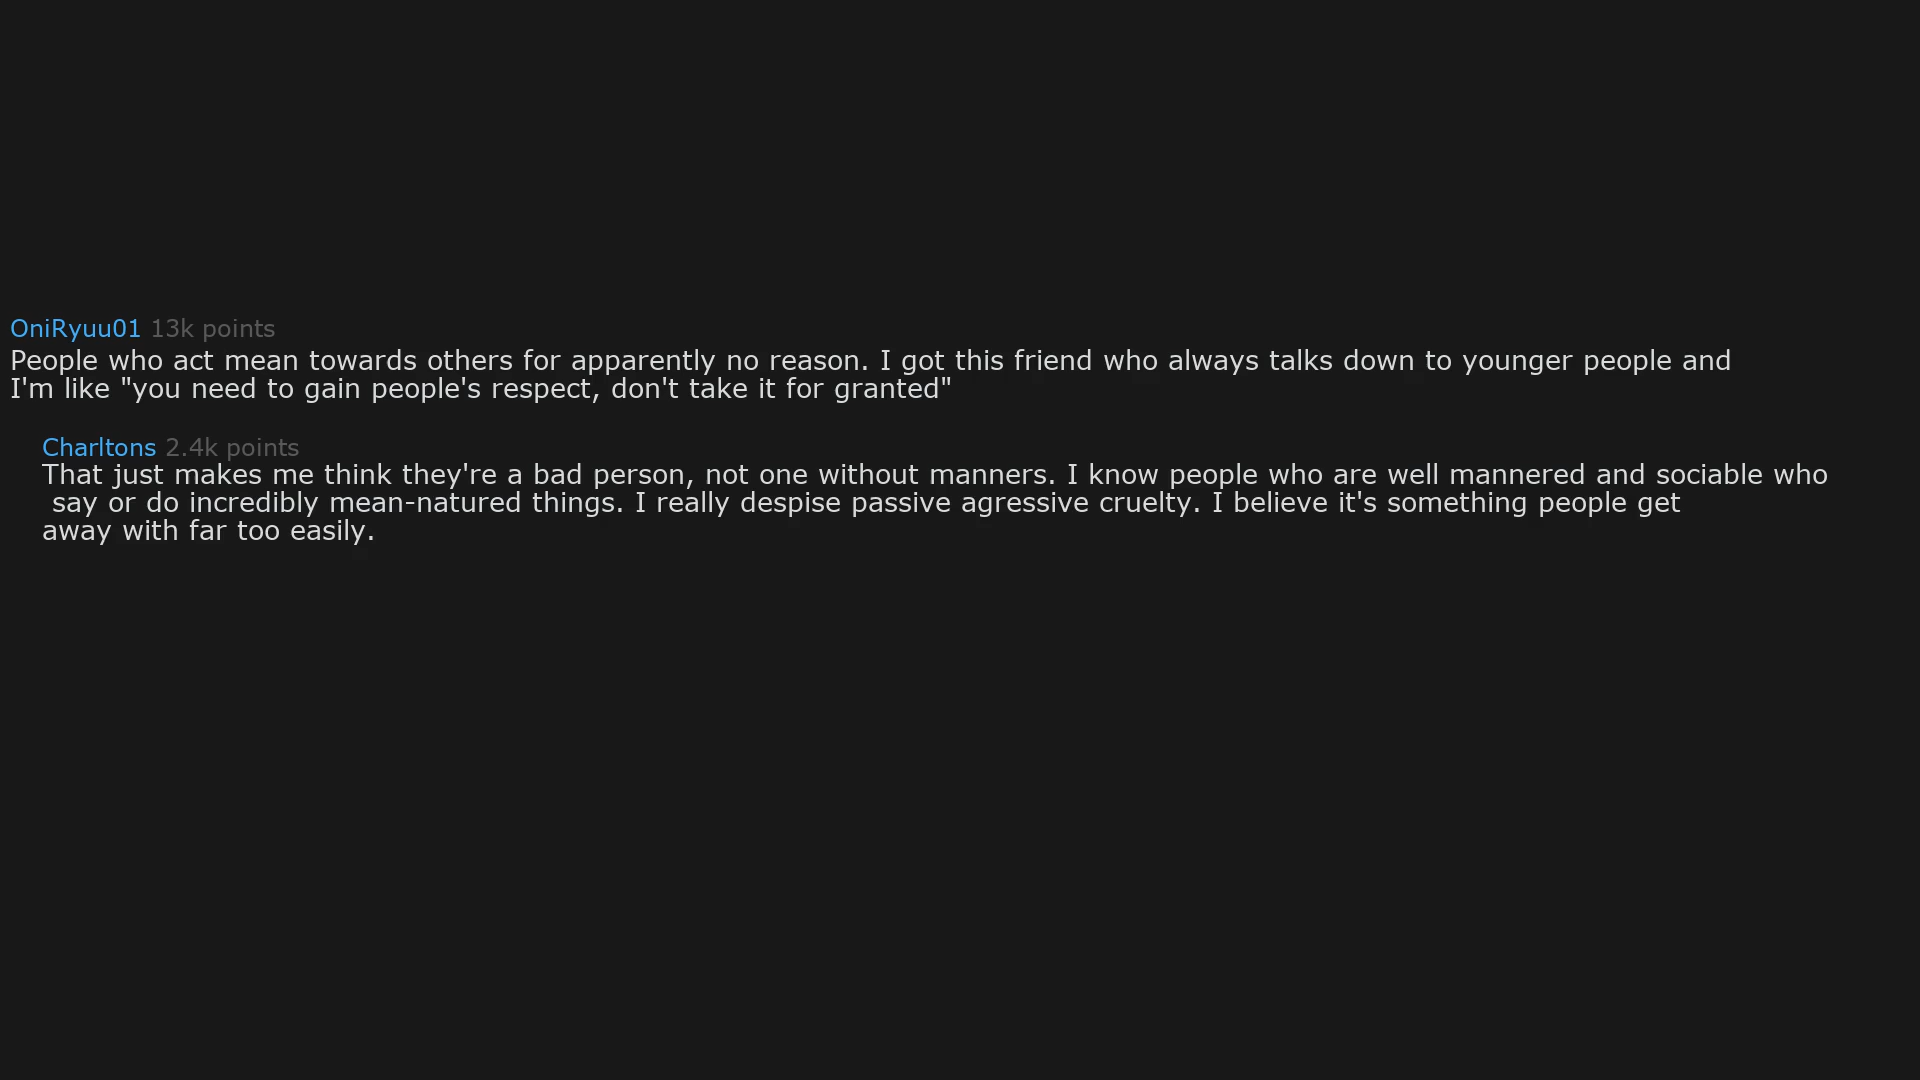 OniRyuu01 13k points
People who act mean towards others for apparently no reason. I got this friend who always talks down to younger people and
I'm like "you need to gain people's respect, don't take it for granted"
Charltons 2.4k points
That just makes me think they're a bad person, not one without manners. I know people who are well mannered and sociable who
say or do incredibly mean-natured things. I really despise passive agressive cruelty. I believe it's something people get
away with far too easily.